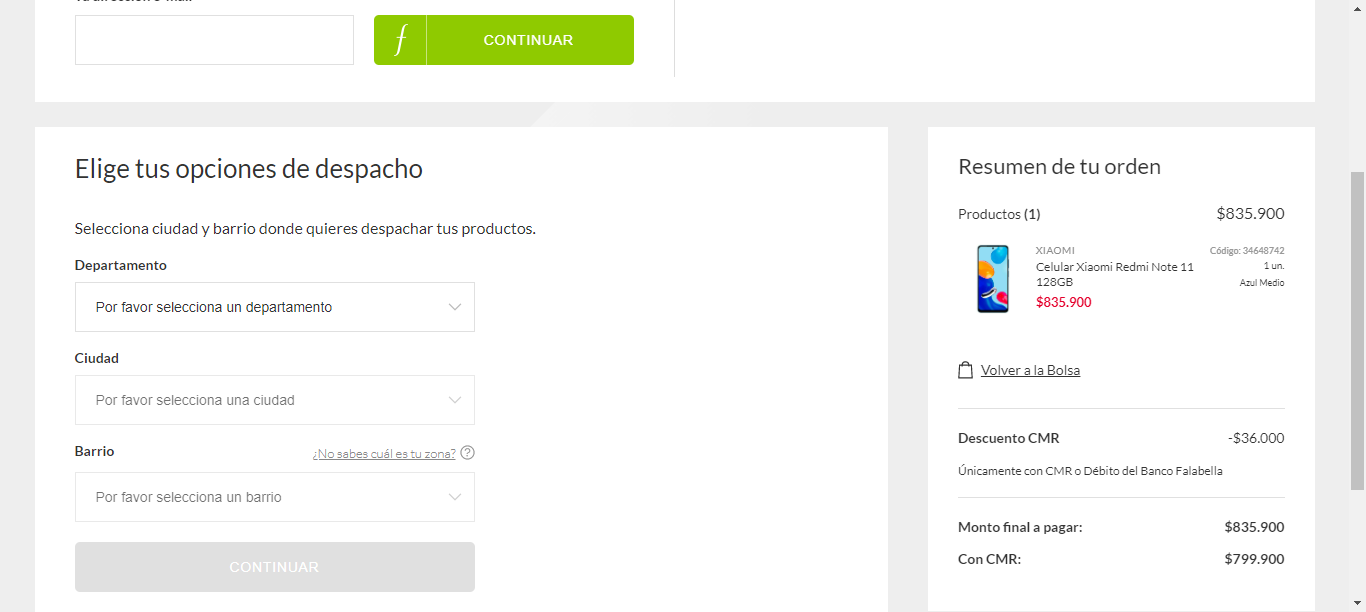 CONTINUAR
Elige tus opciones de despacho
Selecciona ciudad y barrio donde quieres despachar tus productos.
Departamento
Por favor selecciona un departamento
Ciudad
Por favor selecciona una ciudad
Barrio
¿No sabes cuál es tu zona? ?
Por favor selecciona un barrio
CONTINUAR
Resumen de tu orden
Productos (1) $835.900
XIAOMI Código: 34648742
Celular Xiaomi Redmi Note 11 1 un.
128GB Azul Medio
$835.900
Volver a la Bolsa
Descuento CMR -$36.000
Únicamente con CMR o Débito del Banco Falabella
Monto final a pagar: $835.900
Con CMR: $799.900